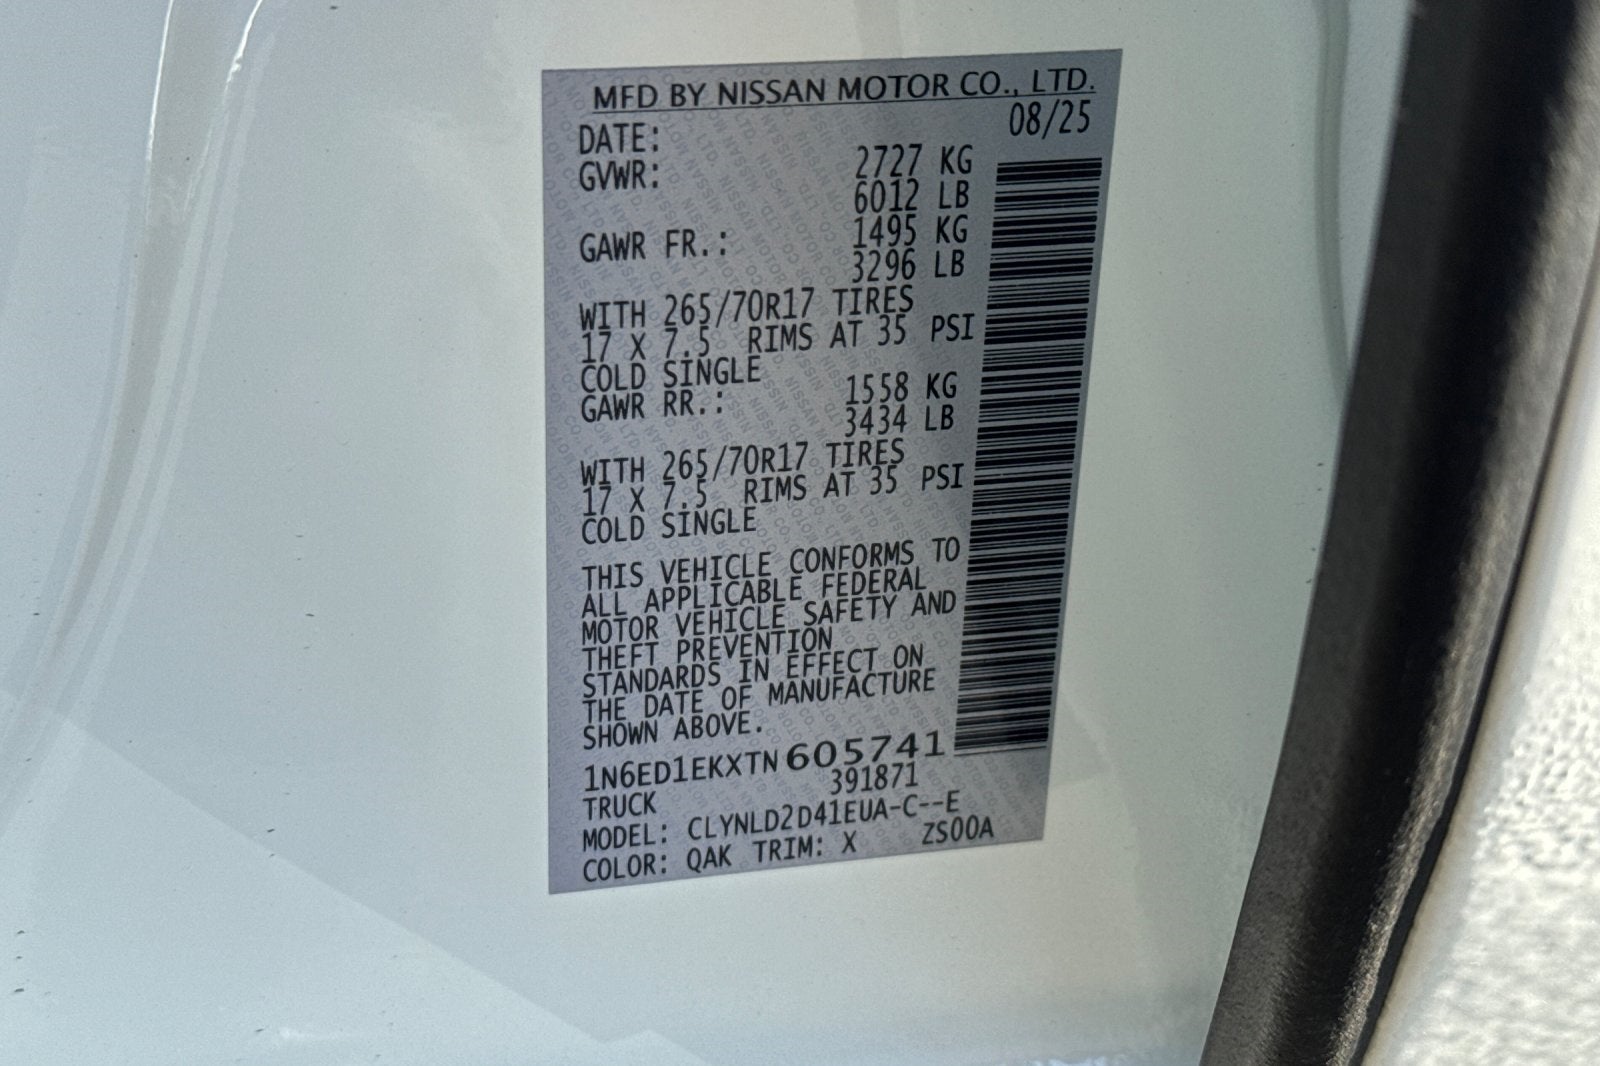 MFD BY NISSAN MOTOR CO., LTD.
DATE: 08/25
GVWR: 2727 KG
6012 LB
GAWR FR.: 1495 KG
3296 LB
WITH 265/70R17 TIRES
17 X 7.5 RIMS AT 35 PSI
COLD SINGLE
GAWR RR.: 1558 KG
3434 LB
WITH 265/70R17 TIRES
17 X 7.5 RIMS AT 35 PSI
COLD SINGLE
THIS VEHICLE CONFORMS TO
ALL APPLICABLE FEDERAL
MOTOR VEHICLE SAFETY AND
THEFT PREVENTION
STANDARDS IN EFFECT ON
THE DATE OF MANUFACTURE
SHOWN ABOVE.
1N6ED1EKXTN605741
TRUCK 391871
MODEL: CLYNLD2D41EUA-C--E
COLOR: QAK TRIM: X ZS00A